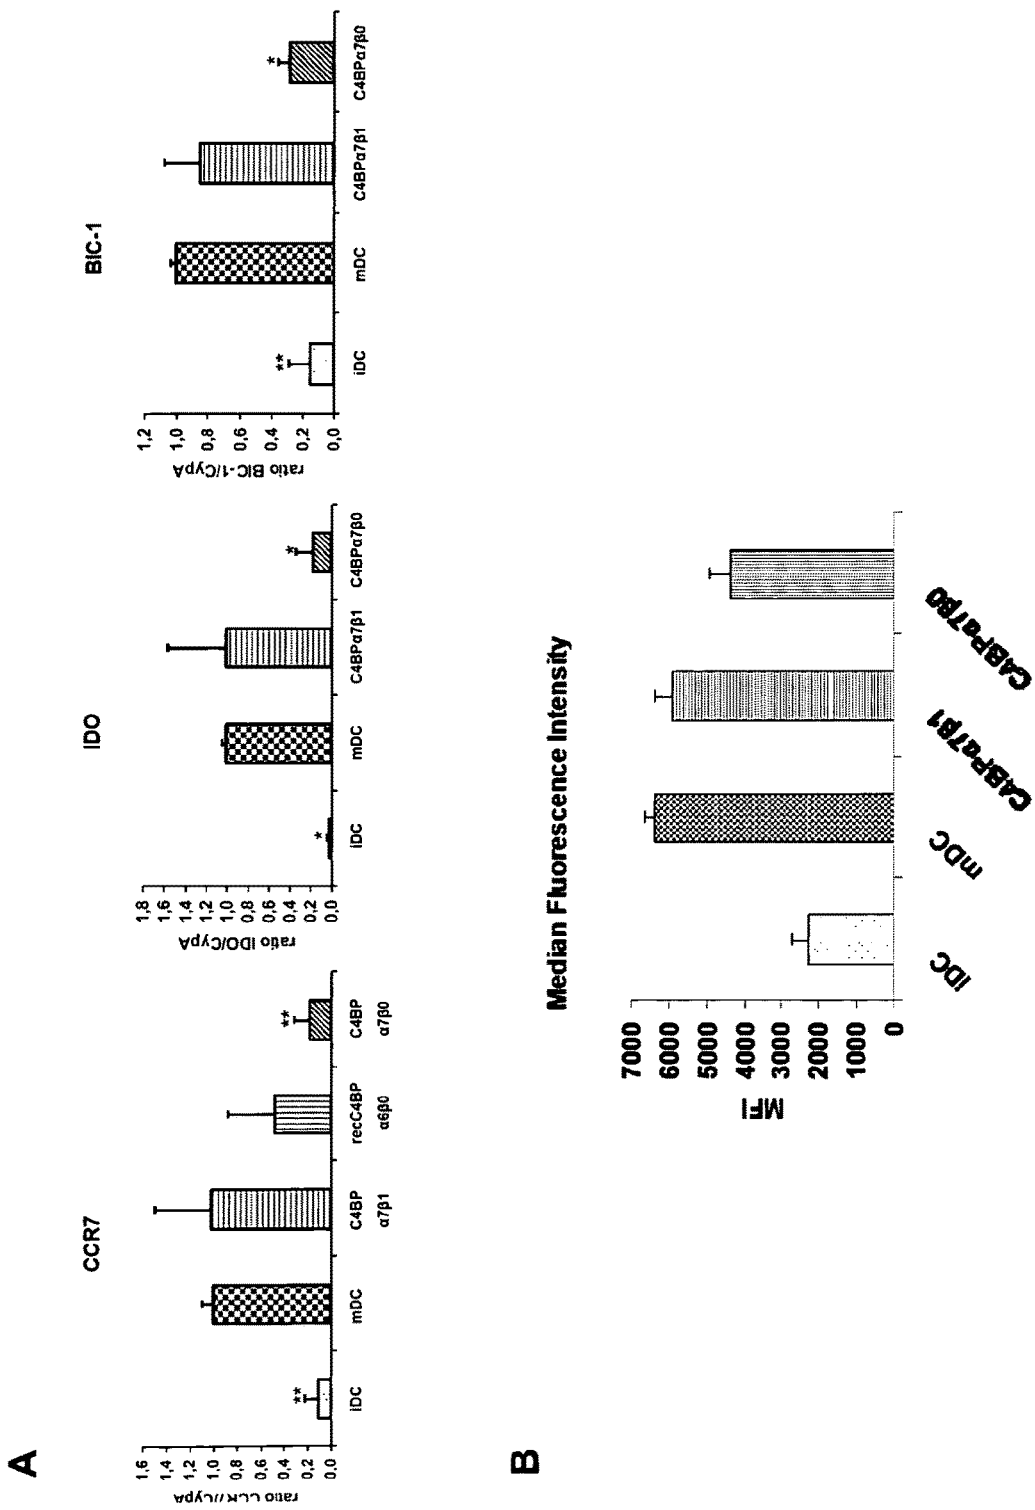 A
CCR7
1,6
1,4
1,2
1,0
0,8
0,6
0,4
0,2
0,0
**
**
iDC
mDC
C4BP
α7β1
recC4BP
α6β0
C4BP
α7β0
IDO
ratio IDO/CypA
1,8
1,6
1,4
1,2
1,0
0,8
0,6
0,4
0,2
0,0
*
*
iDC
mDC
C4BPα7β1
C4BPα7β0
BIC-1
ratio BIC-1/CypA
1,2
1,0
0,8
0,6
0,4
0,2
0,0
**
*
iDC
mDC
C4BPα7β1
C4BPα7β0
B
Median Fluorescence Intensity
MFI
7000
6000
5000
4000
3000
2000
1000
0
iDC
mDC
C4BPα7β1
C4BPα7β0